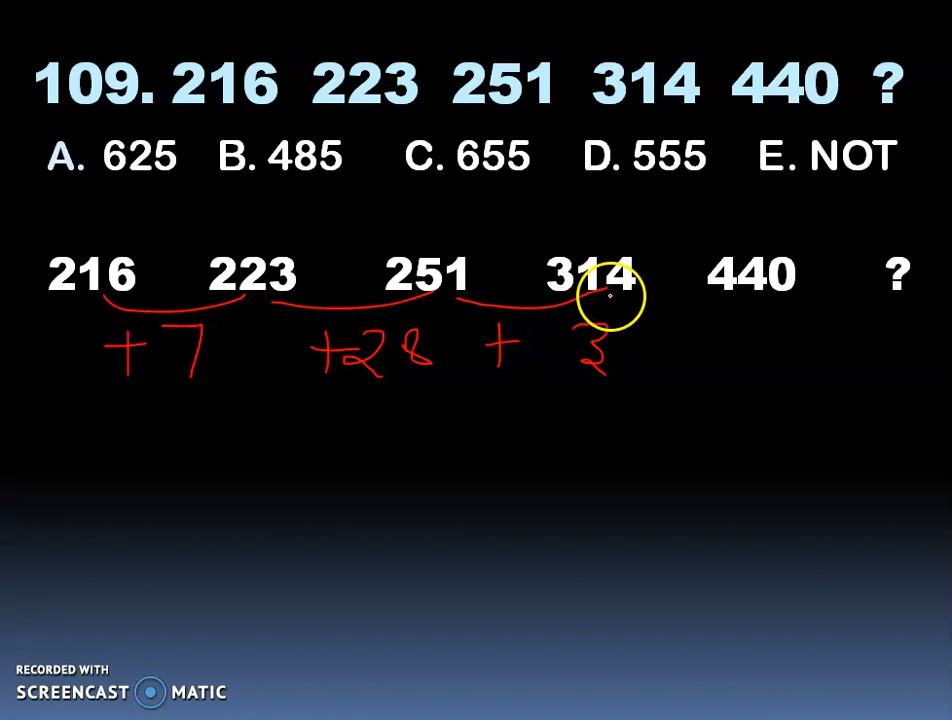 109. 216 223 251 314 440 ?
A. 625 B. 485 C. 655 D. 555 E. NOT
216 223 251 314 440 ?
+7 +28 + 3
RECORDED WITH
SCREENCAST MATIC